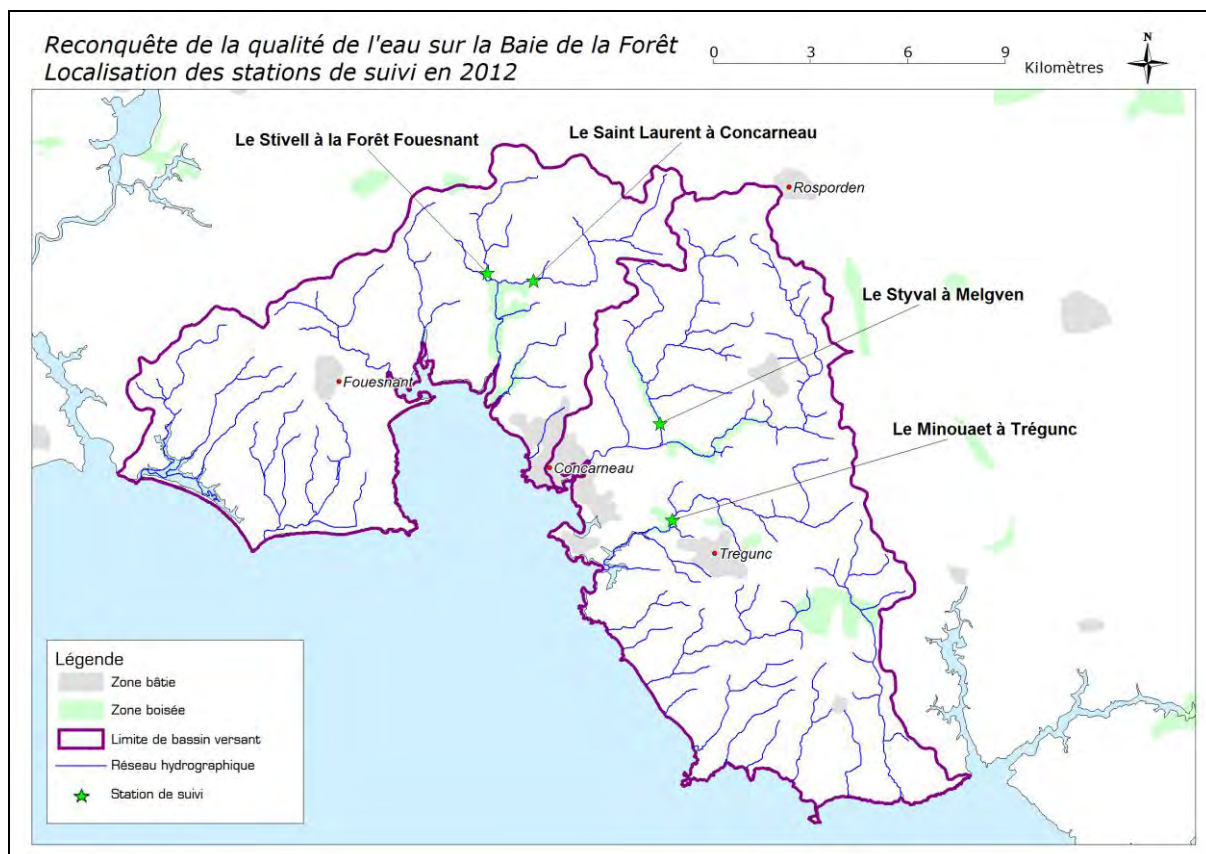 Reconquête de la qualité de l'eau sur la Baie de la Forêt
Localisation des stations de suivi en 2012
0 3 6 9
Kilomètres
N
Le Stivell à la Forêt Fouesnant
Le Saint Laurent à Concarneau
Rosporden
Le Styval à Melgven
Fouesnant
Le Minouaet à Trégunc
Concarneau
Tregunc
Légende
Zone bâtie
Zone boisée
Limite de bassin versant
Réseau hydrographique
Station de suivi